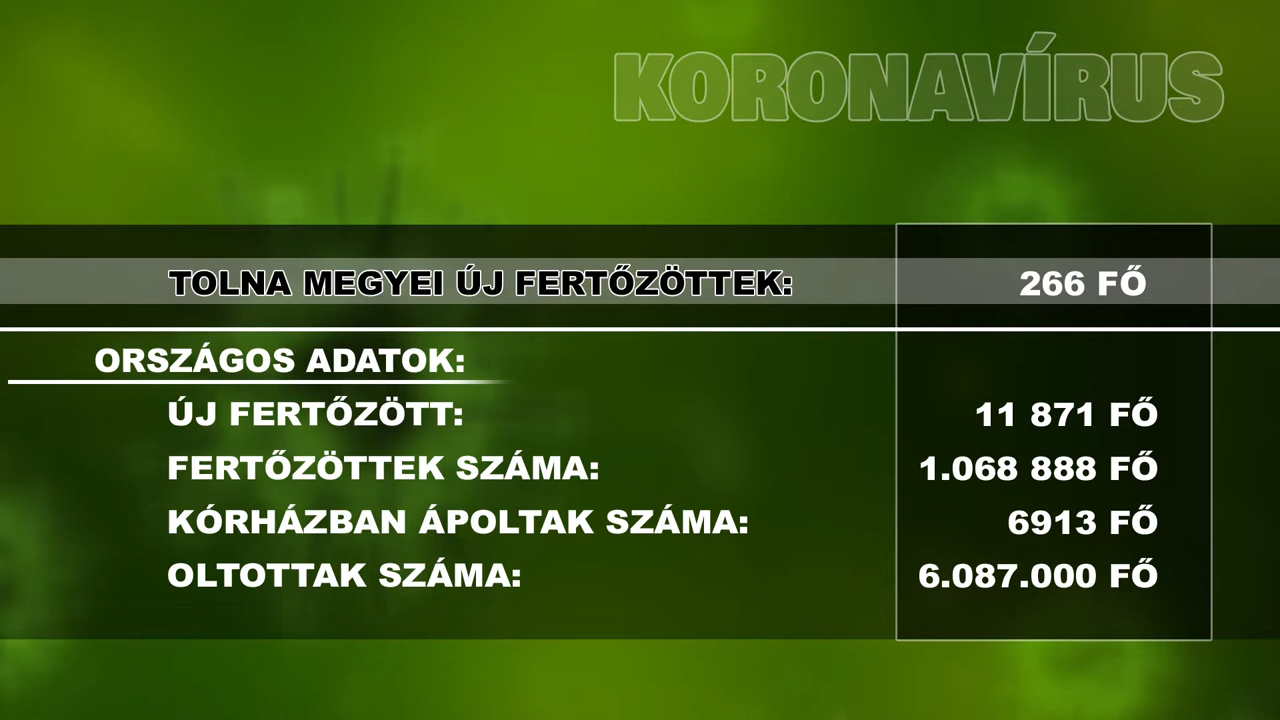 KORONAVÍRUS
TOLNA MEGYEI ÚJ FERTŐZÖTTEK: 266 FŐ
ORSZÁGOS ADATOK:
ÚJ FERTŐZÖTT: 11 871 FŐ
FERTŐZÖTTEK SZÁMA: 1.068 888 FŐ
KÓRHÁZBAN ÁPOLTAK SZÁMA: 6913 FŐ
OLTOTTAK SZÁMA: 6.087.000 FŐ